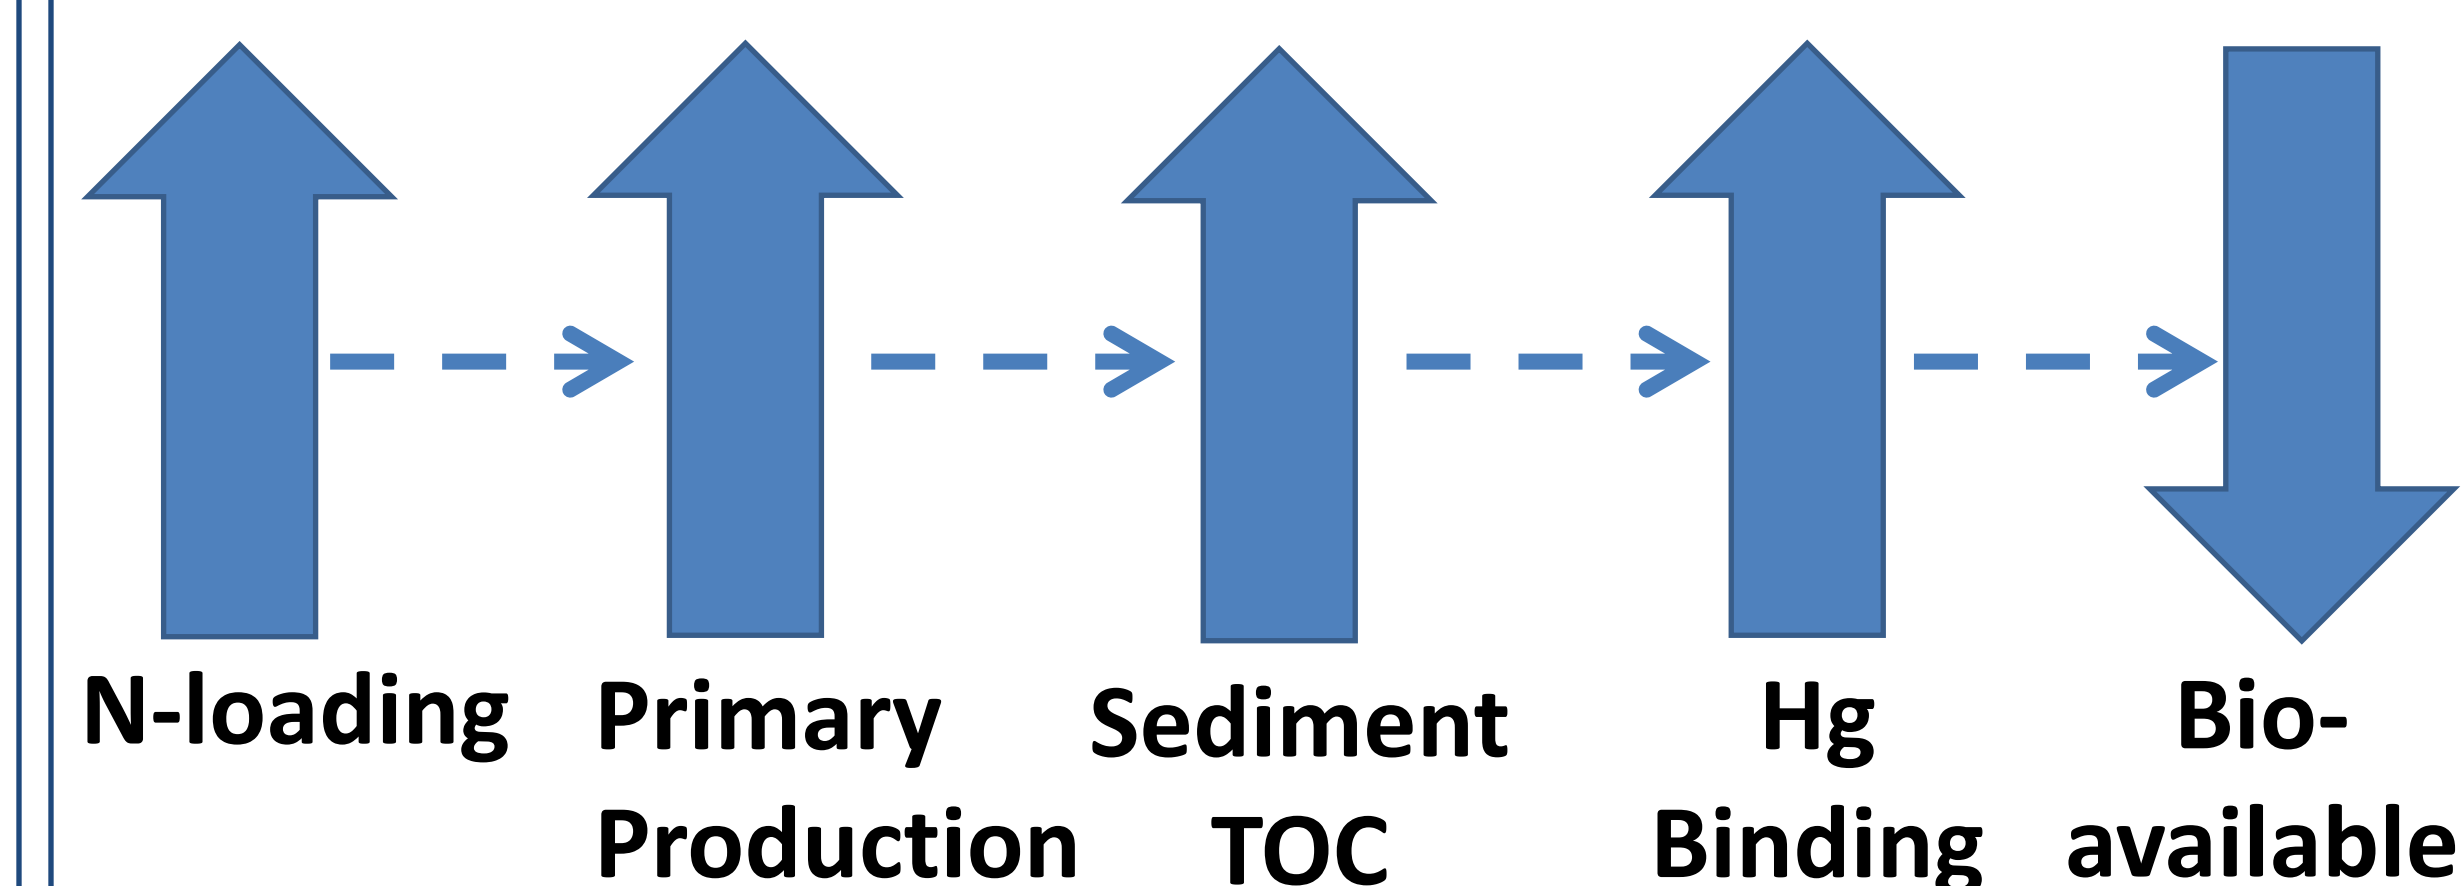 N-loading
Primary
Production
Sediment
TOC
Hg
Binding
Bio-
available